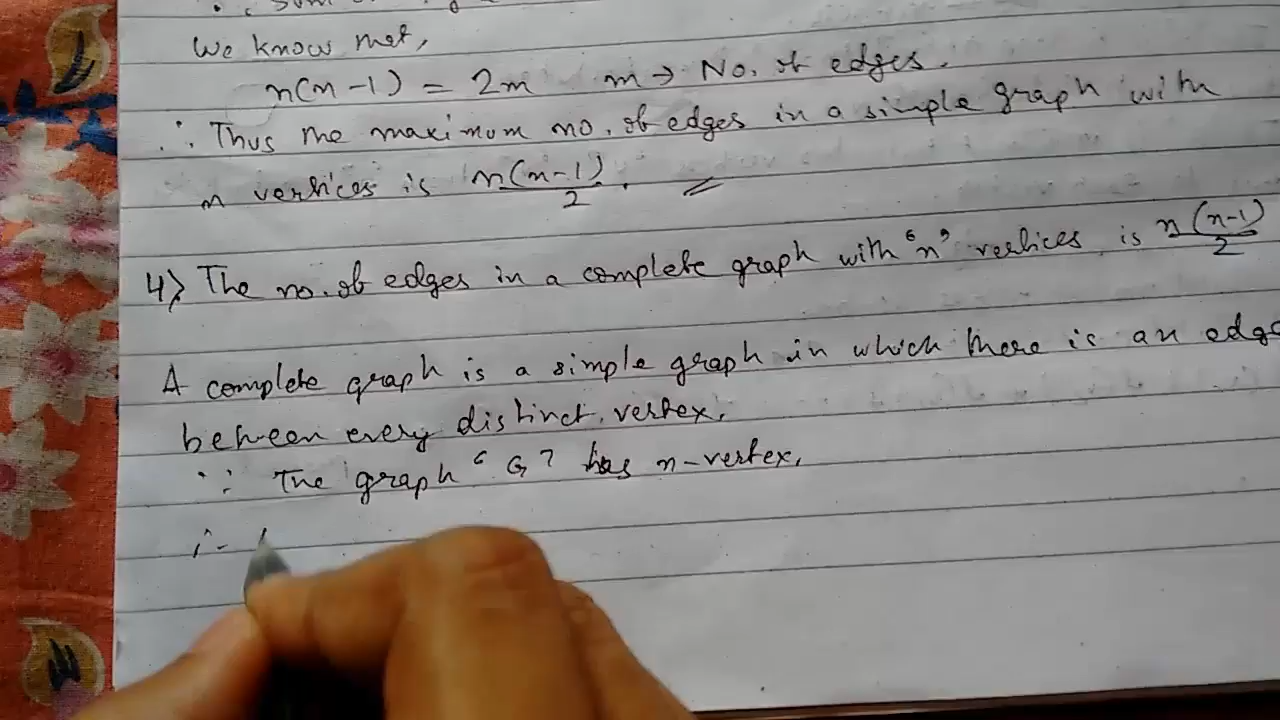 ∴ Sum of
We know that,
n(n-1) = 2m m → No. of edges.
∴ Thus the maximum no. of edges in a simple graph with
n vertices is n(n-1)/2.
4) The no. of edges in a complete graph with 'n' vertices is n(n-1)/2
A complete graph is a simple graph in which there is an edge
between every distinct vertex.
∵ The graph 'G' has n-vertex.